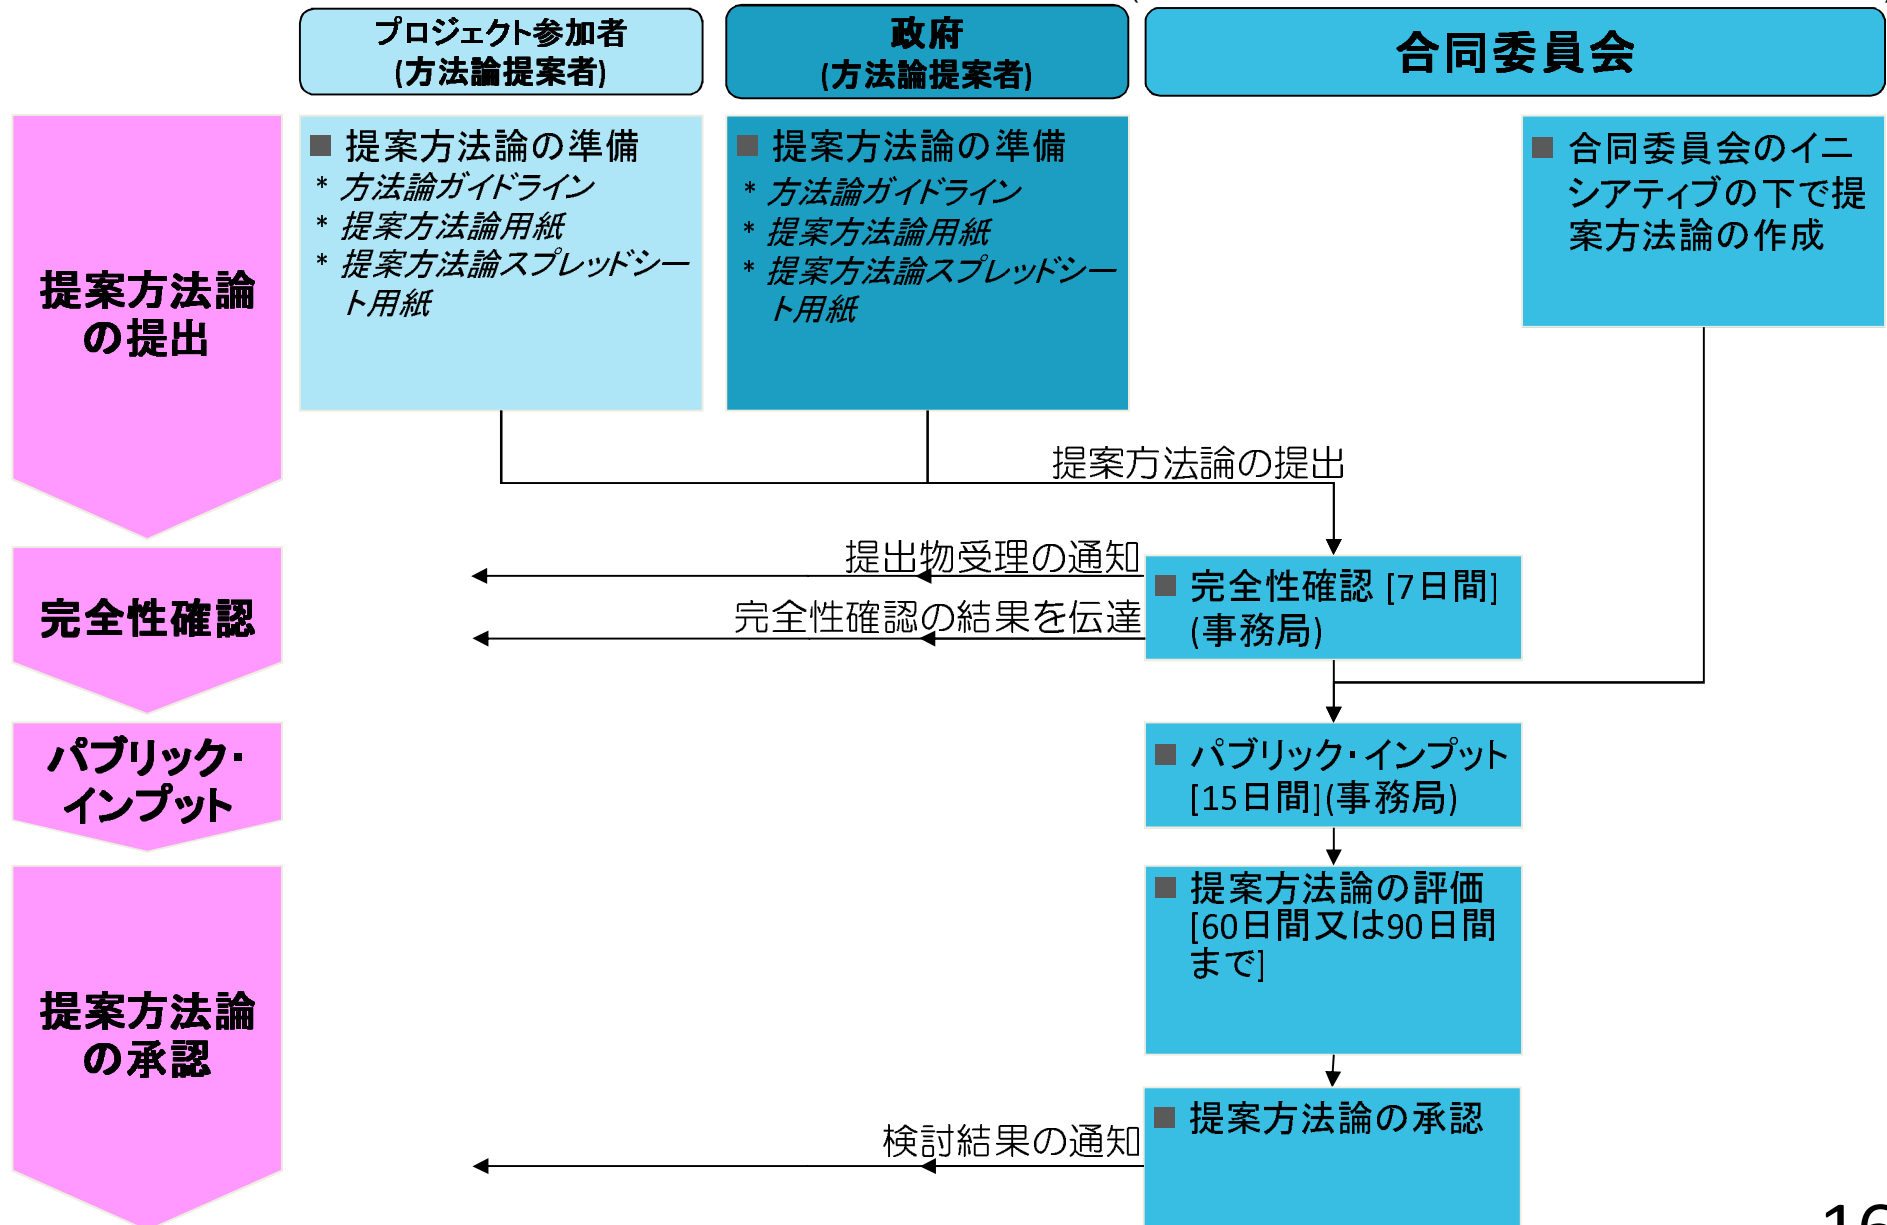 プロジェクト参加者
(方法論提案者)
政府
(方法論提案者)
合同委員会
提案方法論
の提出
■ 提案方法論の準備
* 方法論ガイドライン
* 提案方法論用紙
* 提案方法論スプレッドシー
ト用紙
■ 提案方法論の準備
* 方法論ガイドライン
* 提案方法論用紙
* 提案方法論スプレッドシー
ト用紙
■ 合同委員会のイニ
シアティブの下で提
案方法論の作成
提案方法論の提出
完全性確認
提出物受理の通知
完全性確認の結果を伝達
■ 完全性確認 [7日間]
(事務局)
パブリック・
インプット
■ パブリック・インプット
[15日間](事務局)
提案方法論
の承認
■ 提案方法論の評価
[60日間又は90日間
まで]
検討結果の通知
■ 提案方法論の承認
16